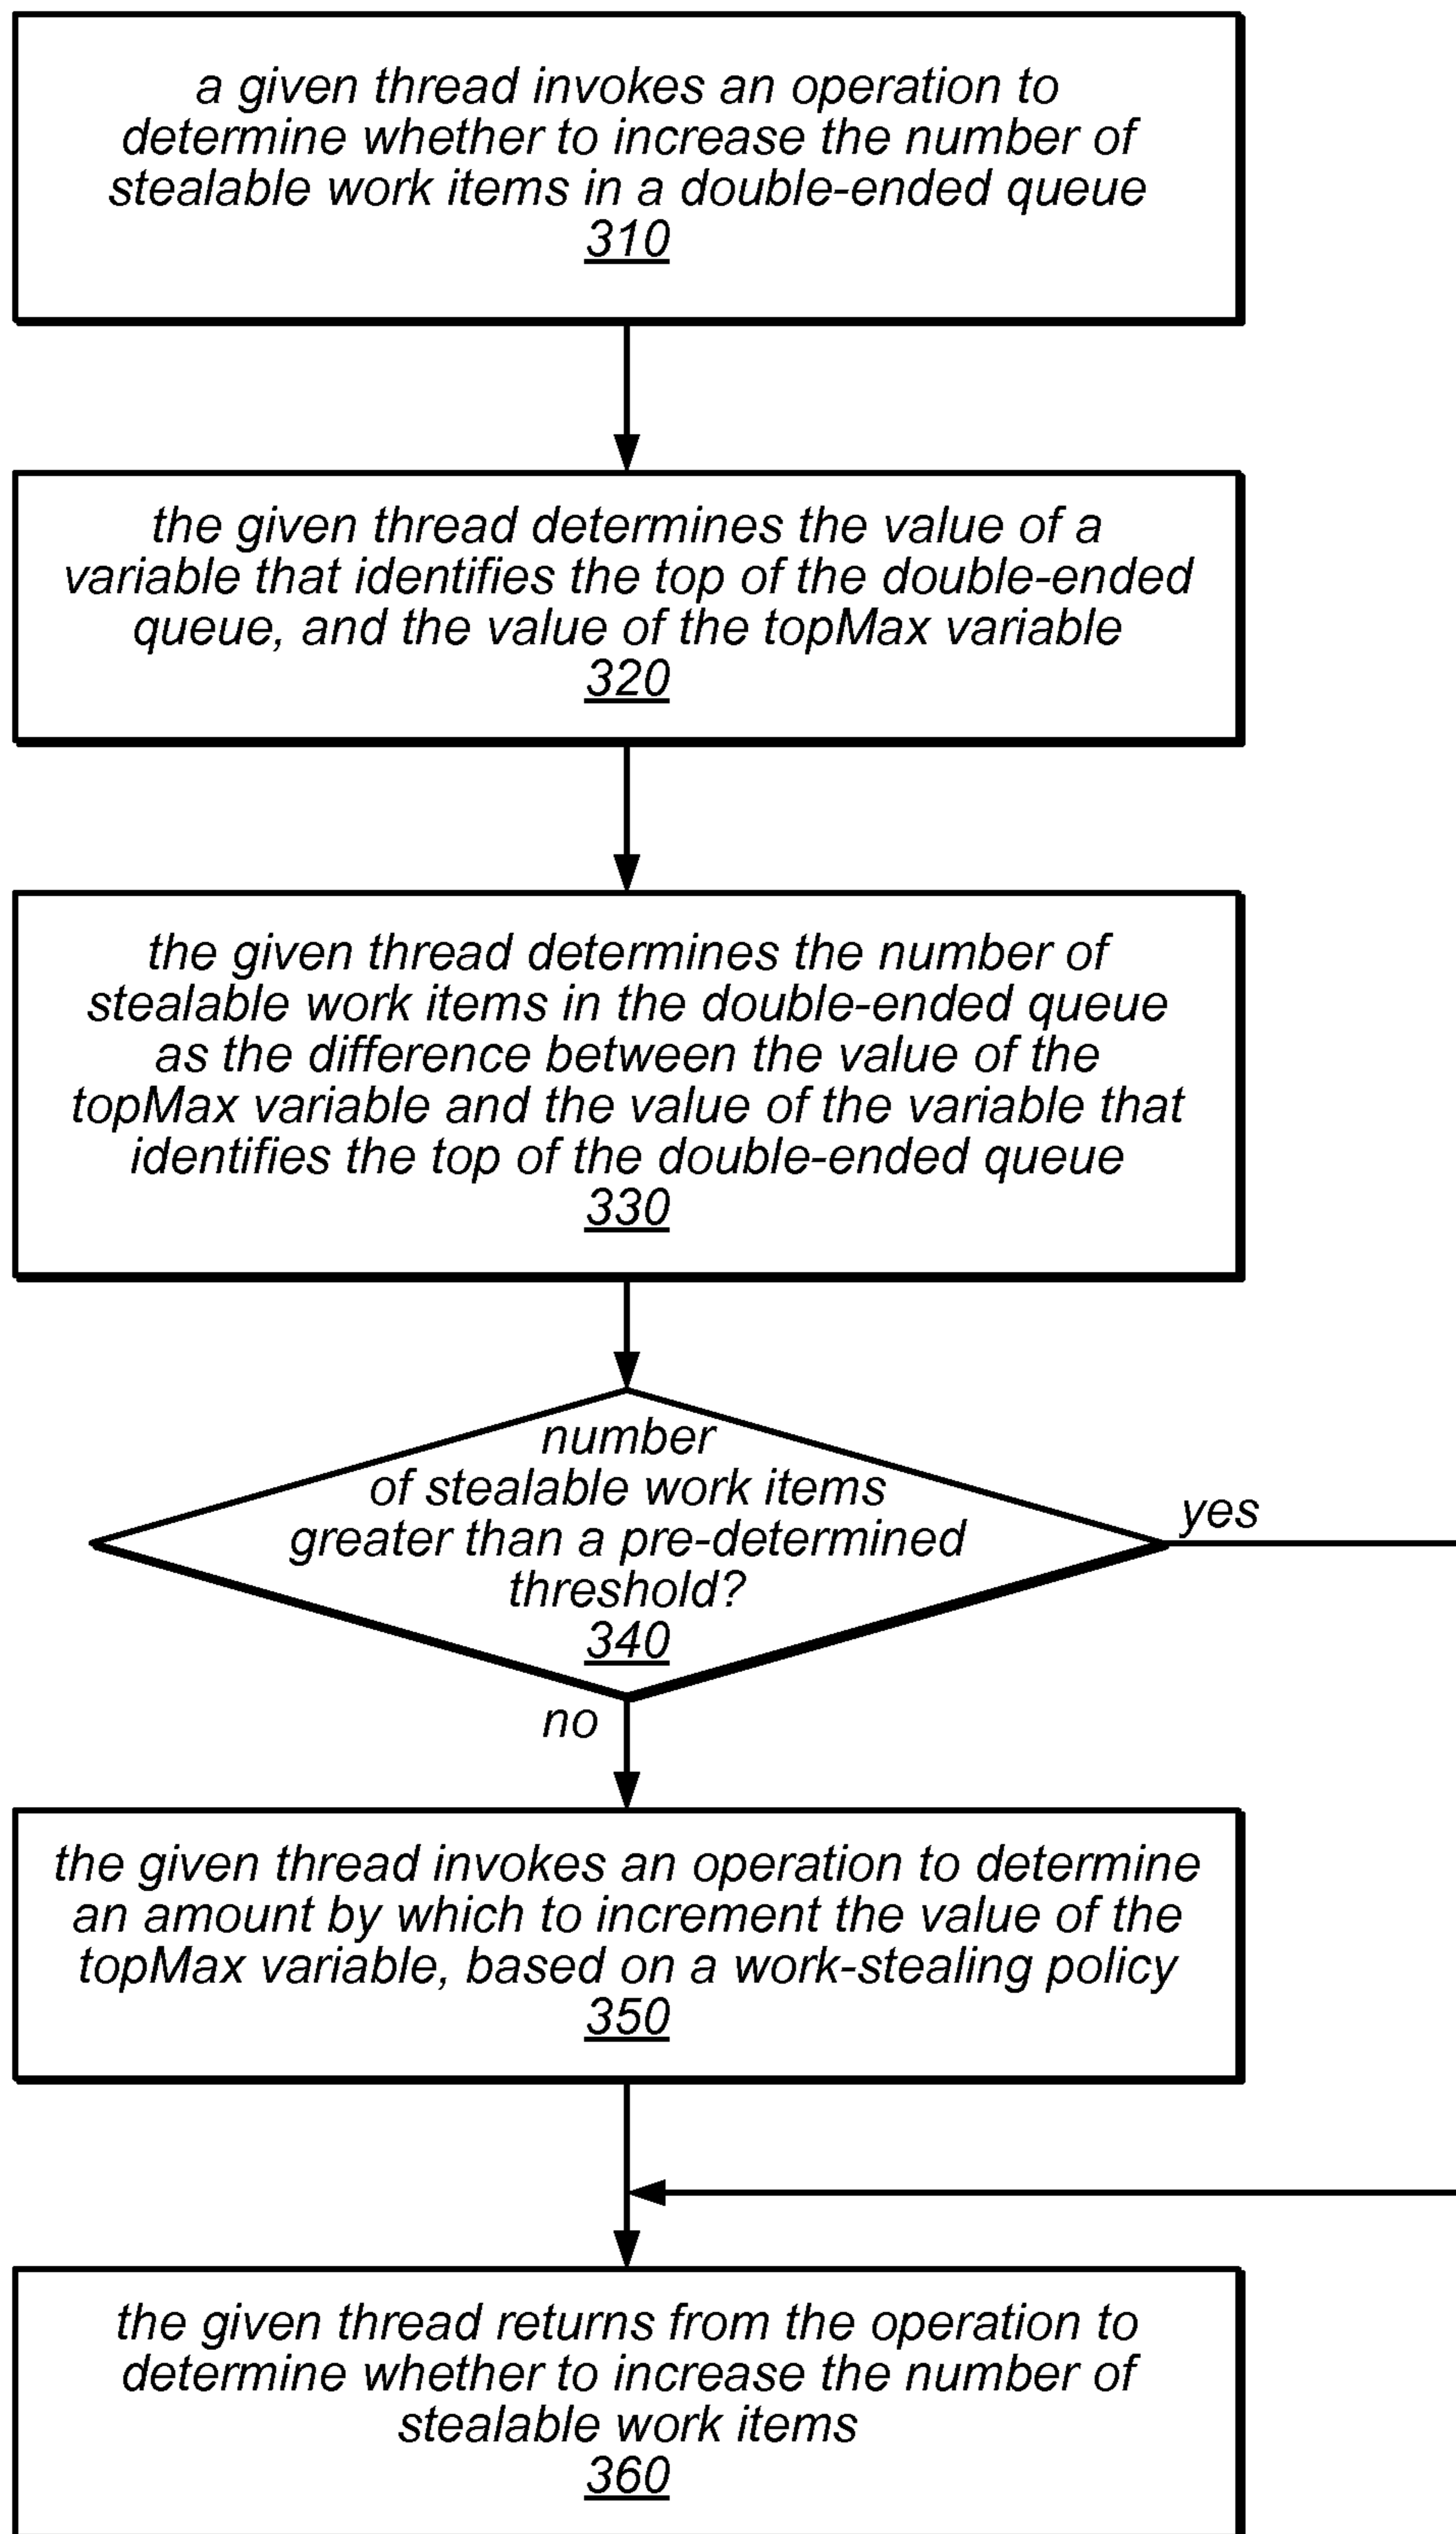 a given thread invokes an operation to
determine whether to increase the number of
stealable work items in a double-ended queue
310
the given thread determines the value of a
variable that identifies the top of the double-ended
queue, and the value of the topMax variable
320
the given thread determines the number of
stealable work items in the double-ended queue
as the difference between the value of the
topMax variable and the value of the variable that
identifies the top of the double-ended queue
330
number
of stealable work items
greater than a pre-determined
threshold?
340
yes
no
the given thread invokes an operation to determine
an amount by which to increment the value of the
topMax variable, based on a work-stealing policy
350
the given thread returns from the operation to
determine whether to increase the number of
stealable work items
360